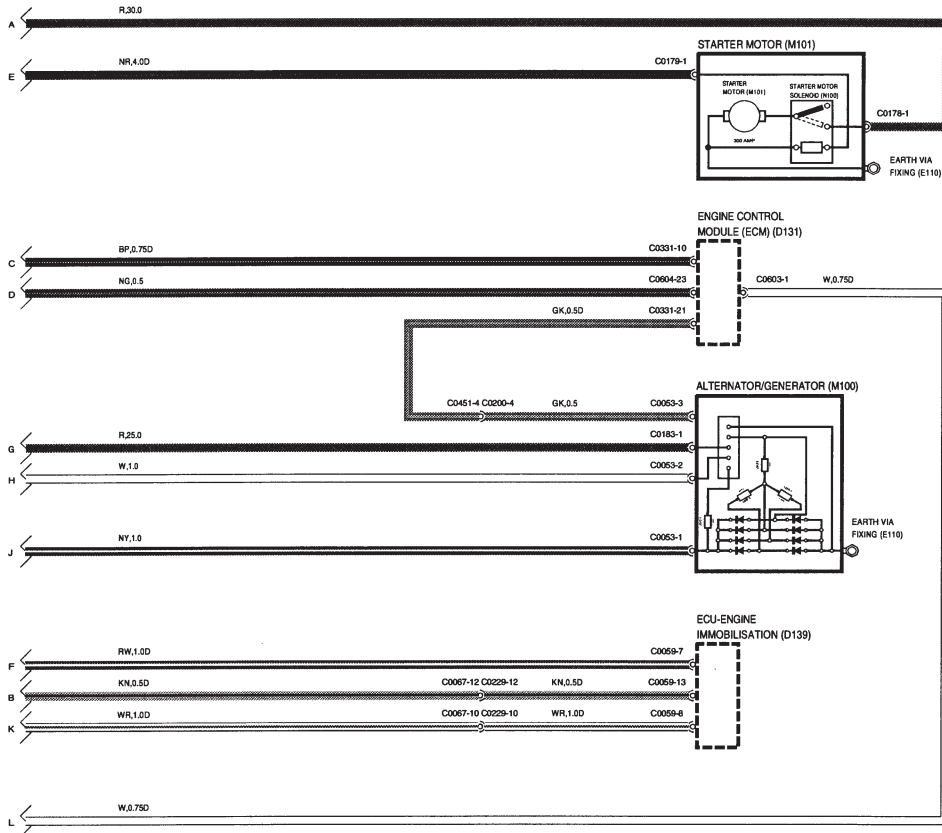 R,30.0
A
STARTER MOTOR (M101)
NR,4.0D
C0179-1
E
STARTER
MOTOR (M101)
STARTER MOTOR
SOLENOID (N100)
C0178-1
300 AMP
EARTH VIA
FIXING (E110)
ENGINE CONTROL
MODULE (ECM) (D131)
BP,0.75D
C0331-10
C
NG,0.5
C0604-23
C0603-1
W,0.75D
D
GK,0.5D
C0331-21
ALTERNATOR/GENERATOR (M100)
C0451-4 C0200-4
GK,0.5
C0053-3
R,25.0
C0183-1
G
W,1.0
C0053-2
H
EARTH VIA
FIXING (E110)
NY,1.0
C0053-1
J
ECU-ENGINE
IMMOBILISATION (D139)
RW,1.0D
C0059-7
F
KN,0.5D
C0067-12 C0229-12
KN,0.5D
C0059-13
B
WR,1.0D
C0067-10 C0229-10
WR,1.0D
C0059-8
K
W,0.75D
L